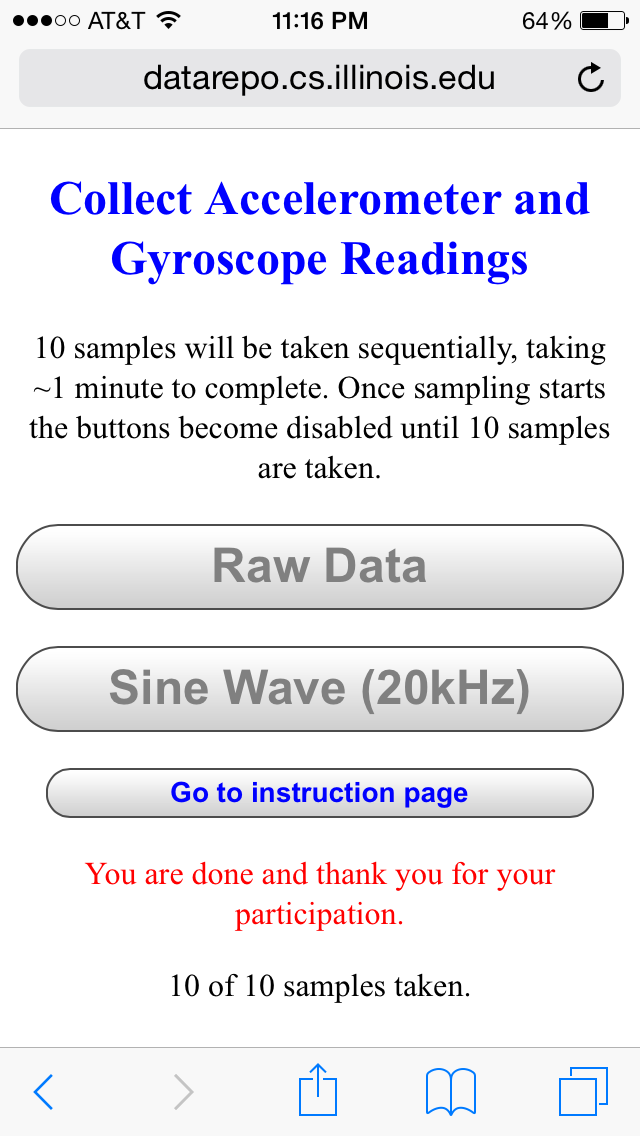 AT&T 11:16 PM 64%
datarepo.cs.illinois.edu
Collect Accelerometer and
Gyroscope Readings
10 samples will be taken sequentially, taking
~1 minute to complete. Once sampling starts
the buttons become disabled until 10 samples
are taken.
Raw Data
Sine Wave (20kHz)
Go to instruction page
You are done and thank you for your
participation.
10 of 10 samples taken.